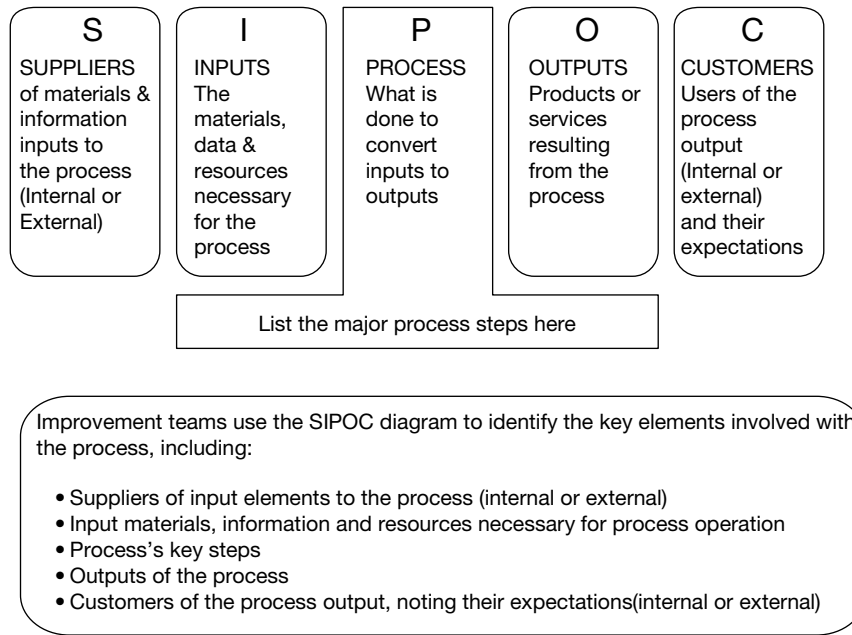 S
SUPPLIERS
of materials &
information
inputs to
the process
(Internal or
External)
I
INPUTS
The
materials,
data &
resources
necessary
for the
process
P
PROCESS
What is
done to
convert
inputs to
outputs
O
OUTPUTS
Products or
services
resulting
from the
process
C
CUSTOMERS
Users of the
process
output
(Internal or
external)
and their
expectations
List the major process steps here
Improvement teams use the SIPOC diagram to identify the key elements involved with
the process, including:
• Suppliers of input elements to the process (internal or external)
• Input materials, information and resources necessary for process operation
• Process's key steps
• Outputs of the process
• Customers of the process output, noting their expectations(internal or external)